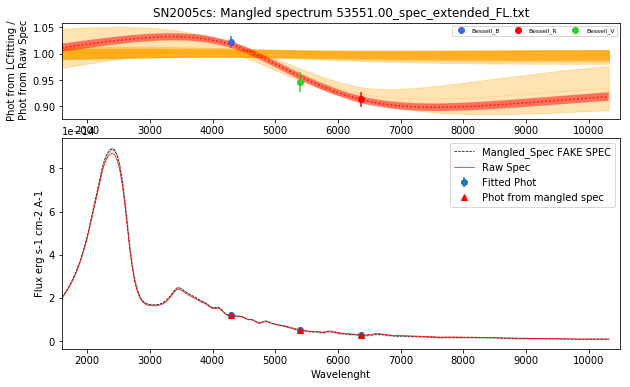 SN2005cs: Mangled spectrum 53551.00_spec_extended_FL.txt
Phot from LCfitting /
Phot from Raw Spec
1.05
1.00
0.95
0.90
Bessell_B
Bessell_R
Bessell_V
2000 3000 4000 5000 6000 7000 8000 9000 10000
1e−14
Flux erg s-1 cm-2 A-1
8
6
4
2
0
Mangled_Spec FAKE SPEC
Raw Spec
Fitted Phot
Phot from mangled spec
2000 3000 4000 5000 6000 7000 8000 9000 10000
Wavelenght